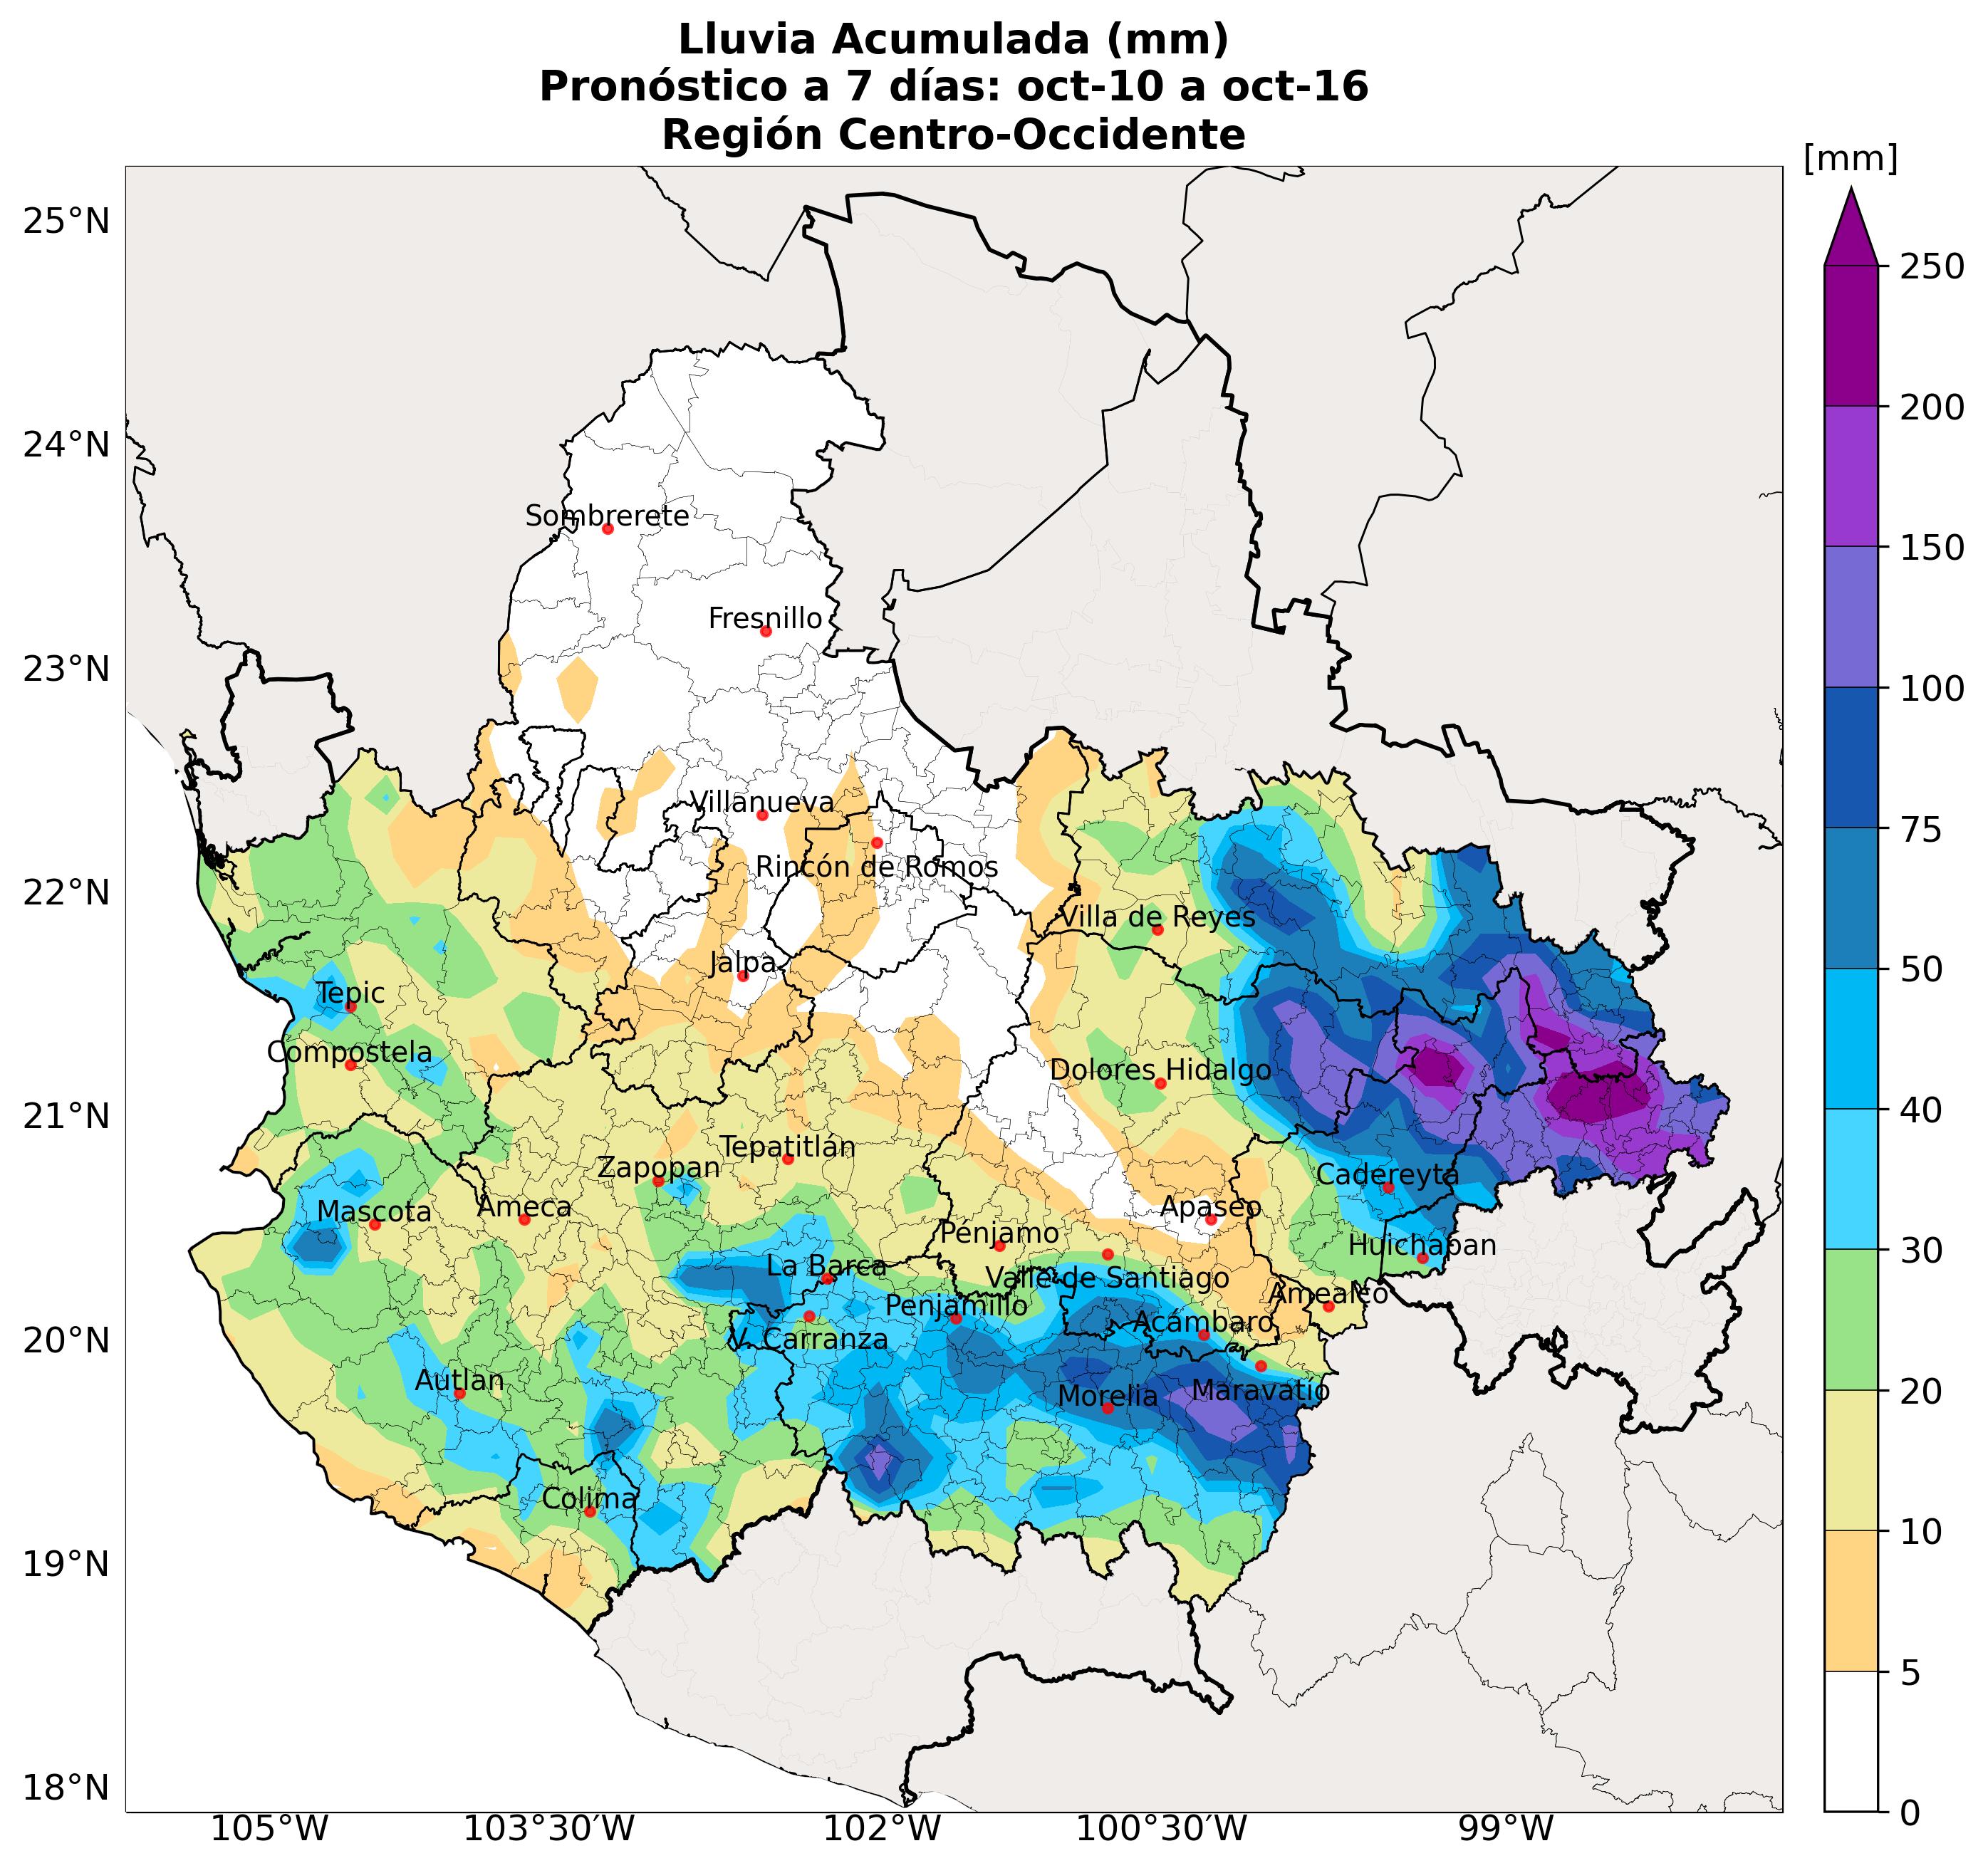 Lluvia Acumulada (mm)
Pronóstico a 7 días: oct-10 a oct-16
Región Centro-Occidente
[mm]
25°N
24°N
23°N
22°N
21°N
20°N
19°N
18°N
Sombrerete
Fresnillo
Villanueva
Rincón de Romos
Villa de Reyes
Jalpa
Tepic
Compostela
Dolores Hidalgo
Tepatitlán
Zapopan
Cadereyta
Mascota
Ameca
Apaseo
Penjamo
Huichapan
La Barca
Valle de Santiago
Amealco
Penjamillo
Acámbaro
V. Carranza
Autlan
Morelia
Maravatio
Colima
105°W
103°30'W
102°W
100°30'W
99°W
250
200
150
100
75
50
40
30
20
10
5
0